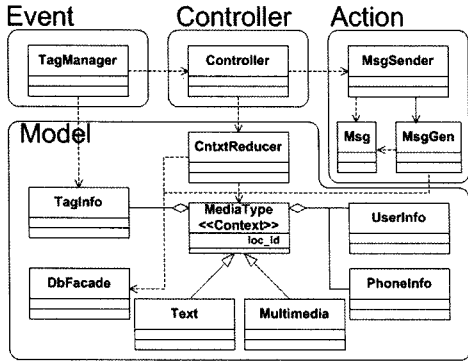 Event
Controller
Action
TagManager
Controller
MsgSender
Msg
MsgGen
Model
CntxtReducer
TagInfo
MediaType
<<Context>>
loc_id
UserInfo
DbFacade
Text
Multimedia
PhoneInfo